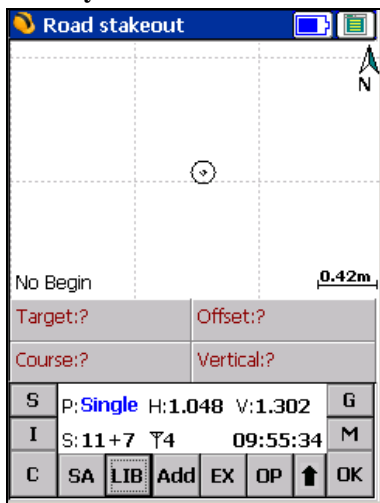 Road stakeout
N
No Begin 0.42m
Target:? Offset:?
Course:? Vertical:?
S P:Single H:1.048 V:1.302 G
I S:11+7 4 09:55:34 M
C SA LIB Add EX OP OK